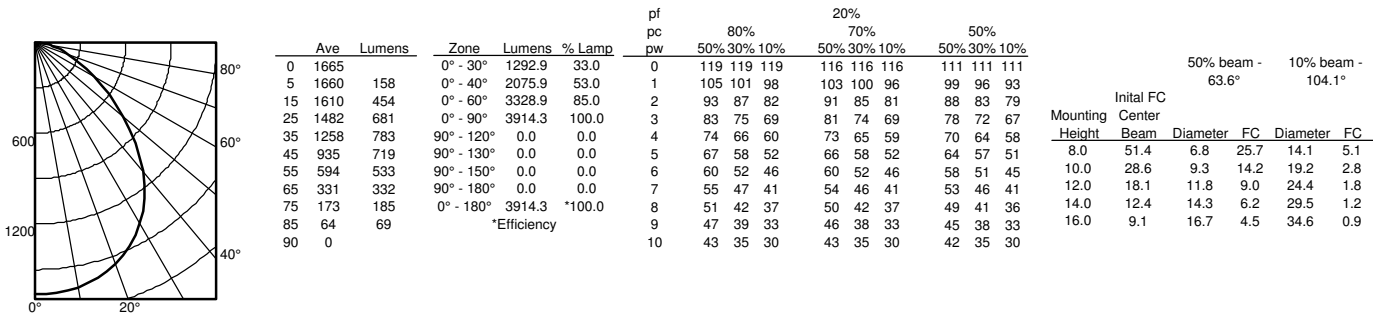 600
1200
0°
20°
40°
60°
80°
Ave Lumens
0 1665
5 1660 158
15 1610 454
25 1482 681
35 1258 783
45 935 719
55 594 533
65 331 332
75 173 185
85 64 69
90 0
Zone Lumens % Lamp
0° - 30° 1292.9 33.0
0° - 40° 2075.9 53.0
0° - 60° 3328.9 85.0
0° - 90° 3914.3 100.0
90° - 120° 0.0 0.0
90° - 130° 0.0 0.0
90° - 150° 0.0 0.0
90° - 180° 0.0 0.0
0° - 180° 3914.3 *100.0
*Efficiency
pf 20%
pc 80% 70% 50%
pw 50% 30% 10% 50% 30% 10% 50% 30% 10%
0 119 119 119 116 116 116 111 111 111
1 105 101 98 103 100 96 99 96 93
2 93 87 82 91 85 81 88 83 79
3 83 75 69 81 74 69 78 72 67
4 74 66 60 73 65 59 70 64 58
5 67 58 52 66 58 52 64 57 51
6 60 52 46 60 52 46 58 51 45
7 55 47 41 54 46 41 53 46 41
8 51 42 37 50 42 37 49 41 36
9 47 39 33 46 38 33 45 38 33
10 43 35 30 43 35 30 42 35 30
50% beam - 10% beam -
63.6° 104.1°
Inital FC
Mounting Center
Height Beam Diameter FC Diameter FC
8.0 51.4 6.8 25.7 14.1 5.1
10.0 28.6 9.3 14.2 19.2 2.8
12.0 18.1 11.8 9.0 24.4 1.8
14.0 12.4 14.3 6.2 29.5 1.2
16.0 9.1 16.7 4.5 34.6 0.9